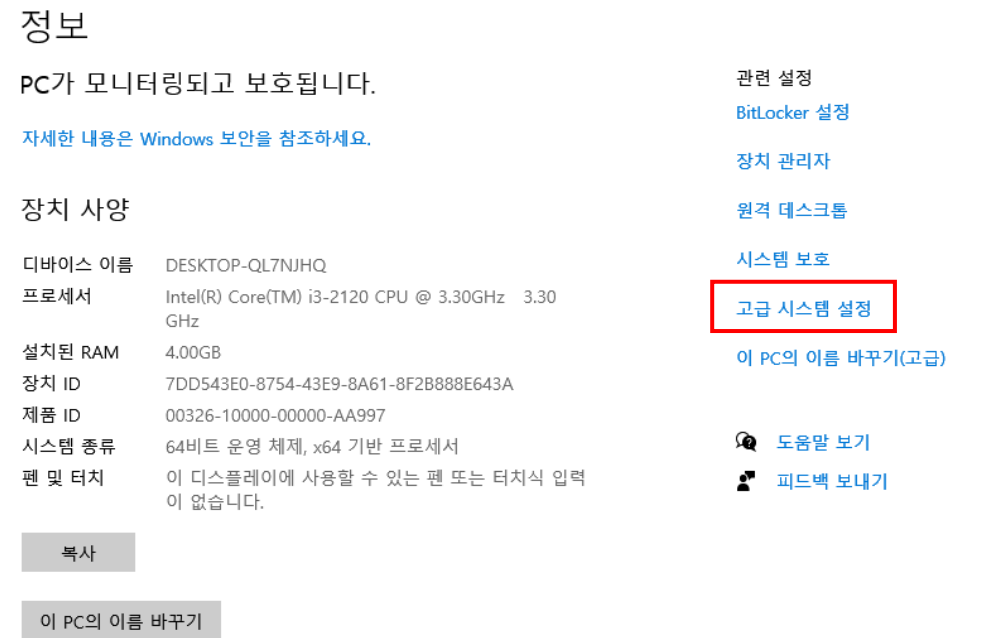 정보
PC가 모니터링되고 보호됩니다.
자세한 내용은 Windows 보안을 참조하세요.
장치 사양
디바이스 이름 DESKTOP-QL7NJHQ
프로세서 Intel(R) Core(TM) i3-2120 CPU @ 3.30GHz 3.30
GHz
설치된 RAM 4.00GB
장치 ID 7DD543E0-8754-43E9-8A61-8F2B888E643A
제품 ID 00326-10000-00000-AA997
시스템 종류 64비트 운영 체제, x64 기반 프로세서
펜 및 터치 이 디스플레이에 사용할 수 있는 펜 또는 터치식 입력
이 없습니다.
복사
이 PC의 이름 바꾸기
관련 설정
BitLocker 설정
장치 관리자
원격 데스크톱
시스템 보호
고급 시스템 설정
이 PC의 이름 바꾸기(고급)
도움말 보기
피드백 보내기